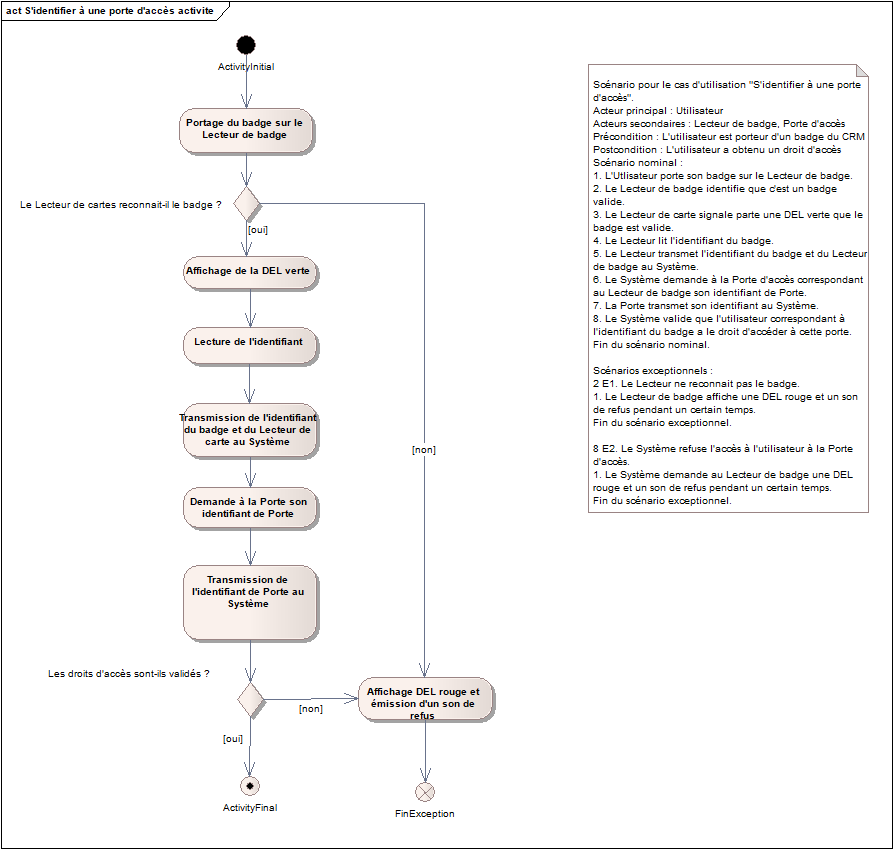 act S'identifier à une porte d'accès activite
ActivityInitial
Portage du badge sur le
Lecteur de badge
Le Lecteur de cartes reconnait-il le badge ?
[oui]
Affichage de la DEL verte
Lecture de l'identifiant
Transmission de l'identifiant
du badge et du Lecteur de
carte au Système
[non]
Demande à la Porte son
identifiant de Porte
Transmission de
l'identifiant de Porte au
Système
Les droits d'accès sont-ils validés ?
[non]
Affichage DEL rouge et
émission d'un son de
refus
[oui]
ActivityFinal
FinException
Scénario pour le cas d'utilisation "S'identifier à une porte
d'accès".
Acteur principal : Utilisateur
Acteurs secondaires : Lecteur de badge, Porte d'accès
Précondition : L'utilisateur est porteur d'un badge du CRM
Postcondition : L'utilisateur a obtenu un droit d'accès
Scénario nominal :
1. L'Utlisateur porte son badge sur le Lecteur de badge.
2. Le Lecteur de badge identifie que c'est un badge
valide.
3. Le Lecteur de carte signale parte une DEL verte que le
badge est valide.
4. Le Lecteur lit l'identifiant du badge.
5. Le Lecteur transmet l'identifiant du badge et du Lecteur
de badge au Système.
6. Le Système demande à la Porte d'accès correspondant
au Lecteur de badge son identifiant de Porte.
7. La Porte transmet son identifiant au Système.
8. Le Système valide que l'utilisateur correspondant à
l'identifiant du badge a le droit d'accéder à cette porte.
Fin du scénario nominal.
Scénarios exceptionnels :
2 E1. Le Lecteur ne reconnait pas le badge.
1. Le Lecteur de badge affiche une DEL rouge et un son
de refus pendant un certain temps.
Fin du scénario exceptionnel.
8 E2. Le Système refuse l'accès à l'utilisateur à la Porte
d'accès.
1. Le Système demande au Lecteur de badge une DEL
rouge et un son de refus pendant un certain temps.
Fin du scénario exceptionnel.